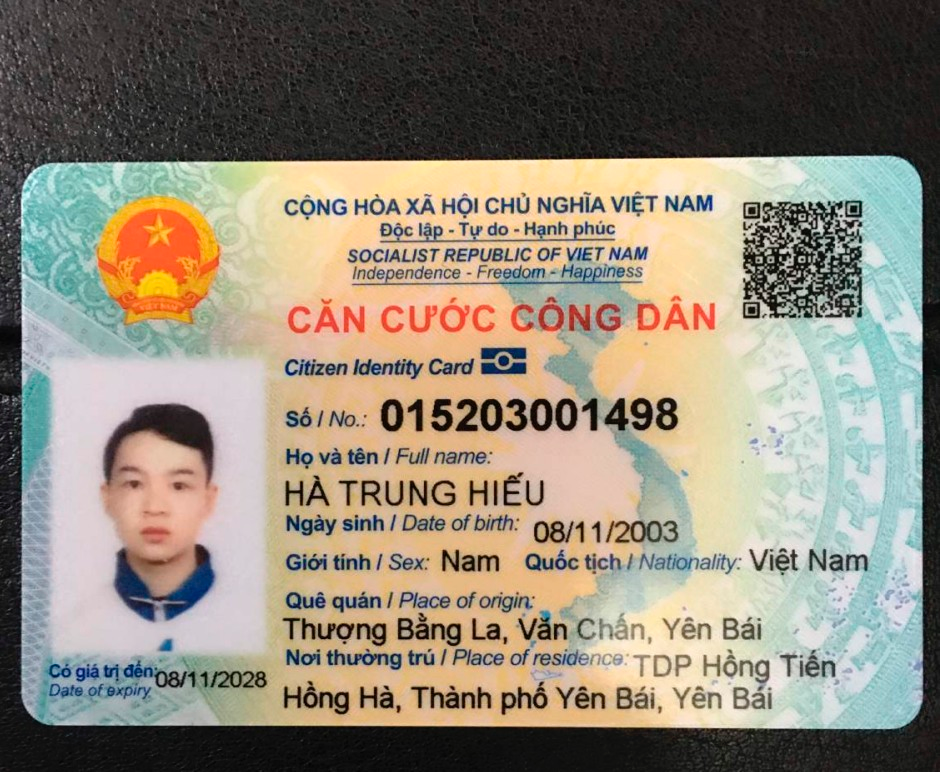 CỘNG HÒA XÃ HỘI CHỦ NGHĨA VIỆT NAM
Độc lập - Tự do - Hạnh phúc
SOCIALIST REPUBLIC OF VIET NAM
Independence - Freedom - Happiness
CĂN CƯỚC CÔNG DÂN
Citizen Identity Card
Số / No.: 015203001498
Họ và tên / Full name:
HÀ TRUNG HIẾU
Ngày sinh / Date of birth: 08/11/2003
Giới tính / Sex: Nam Quốc tịch / Nationality: Việt Nam
Quê quán / Place of origin:
Thượng Bằng La, Văn Chấn, Yên Bái
Nơi thường trú / Place of residence: TDP Hồng Tiến
Hồng Hà, Thành phố Yên Bái, Yên Bái
Có giá trị đến: 08/11/2028
Date of expiry